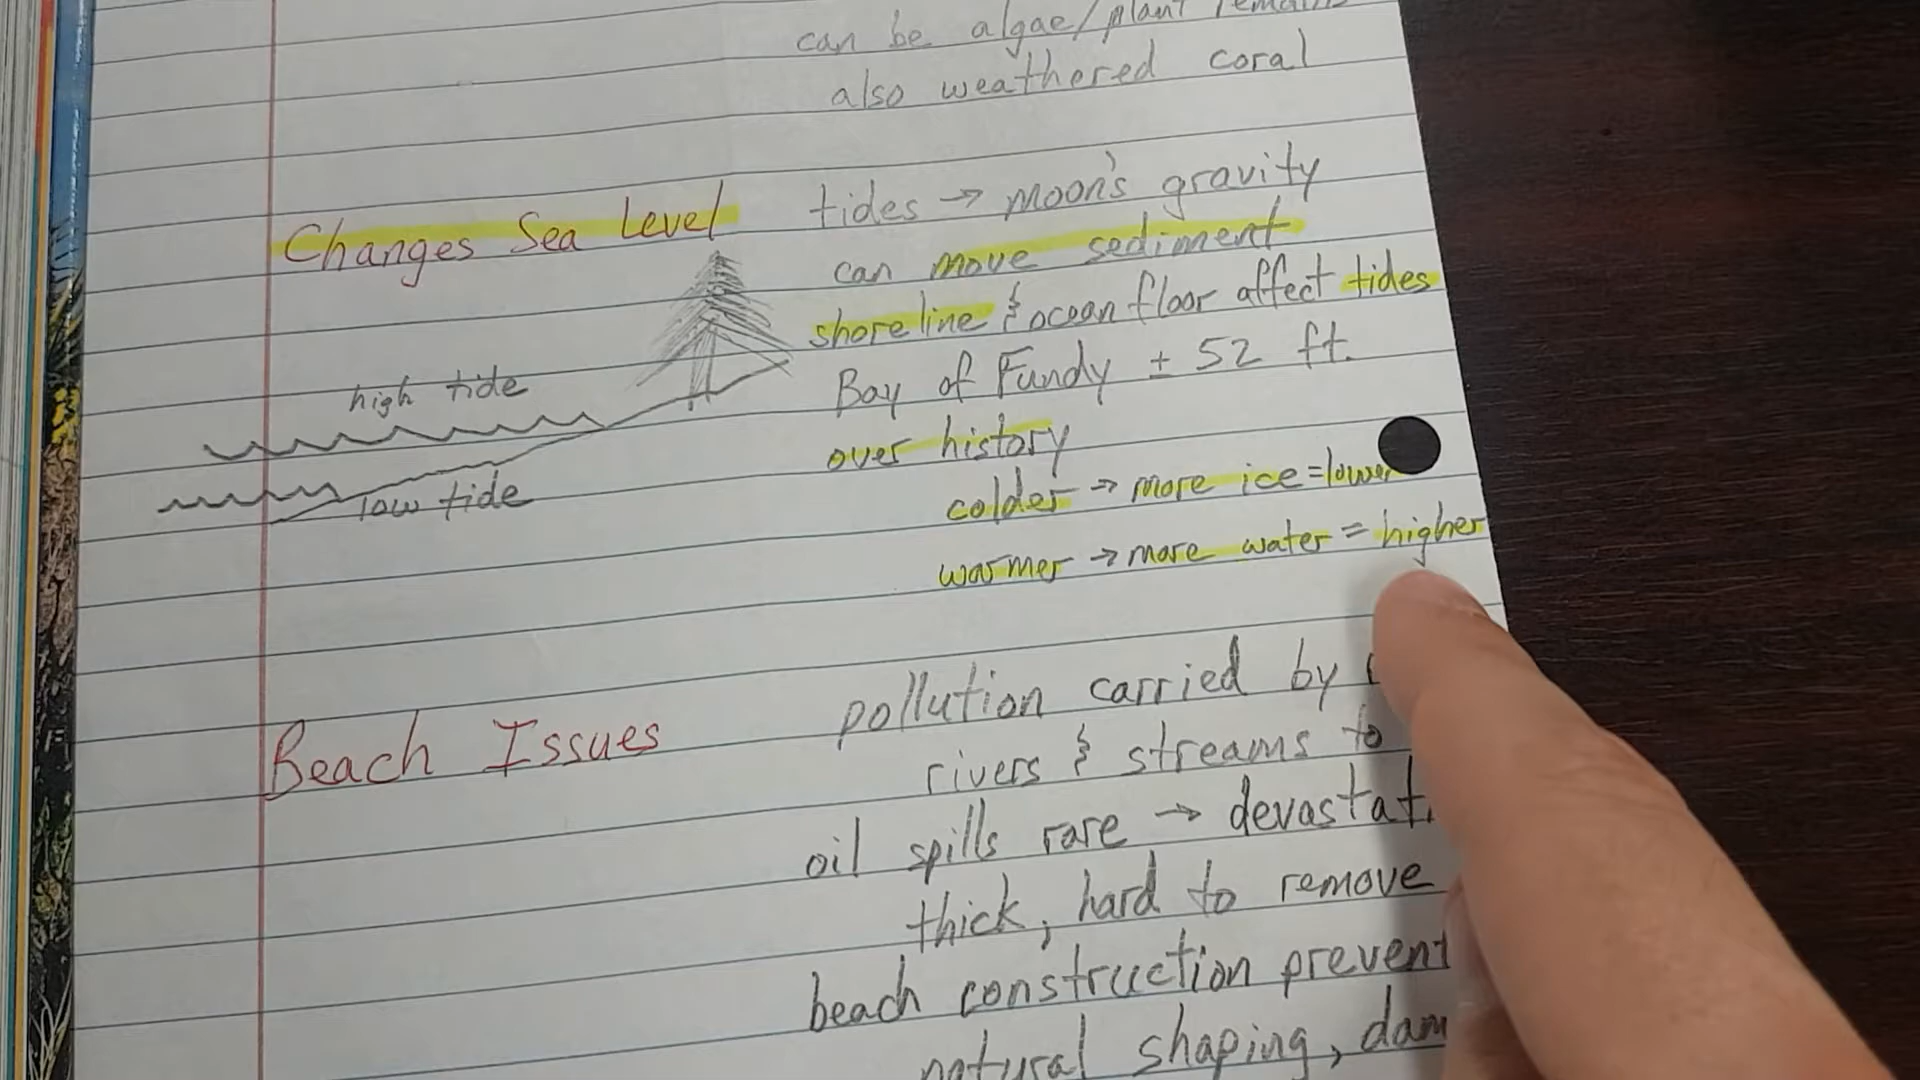 can be algae/plant remains
also weathered coral
Changes Sea Level
tides → moon's gravity
can move sediment
shoreline & ocean floor affect tides
Bay of Fundy ± 52 ft.
over history
colder → more ice = lower
warmer → more water = higher
high tide
low tide
Beach Issues
pollution carried by
rivers & streams to
oil spills rare →
thick, hard to remove
beach construction prevent
natural shaping,